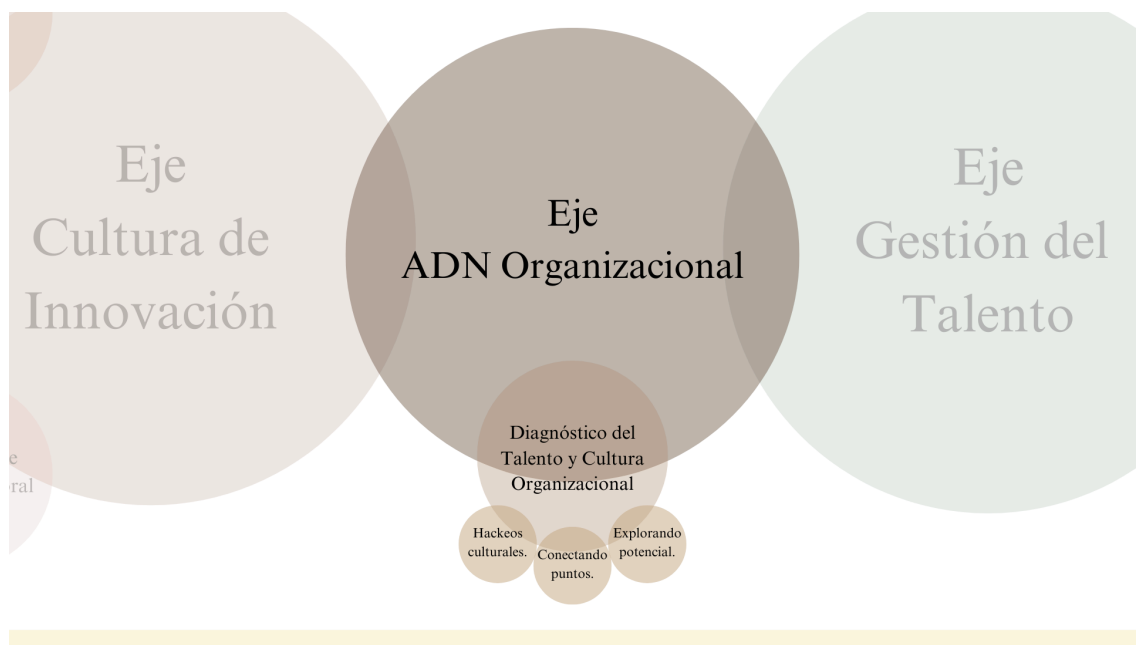 Eje
Cultura de
Innovación
Eje
ADN Organizacional
Eje
Gestión del
Talento
Diagnóstico del
Talento y Cultura
Organizacional
Hackeos
culturales.
Conectando
puntos.
Explorando
potencial.